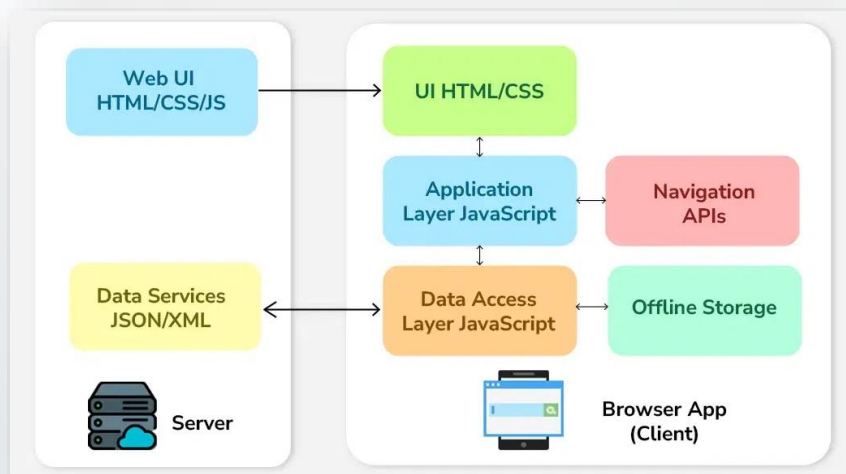 Web UI
HTML/CSS/JS
UI HTML/CSS
Application
Layer JavaScript
Navigation
APIs
Data Services
JSON/XML
Data Access
Layer JavaScript
Offline Storage
Server
Browser App
(Client)